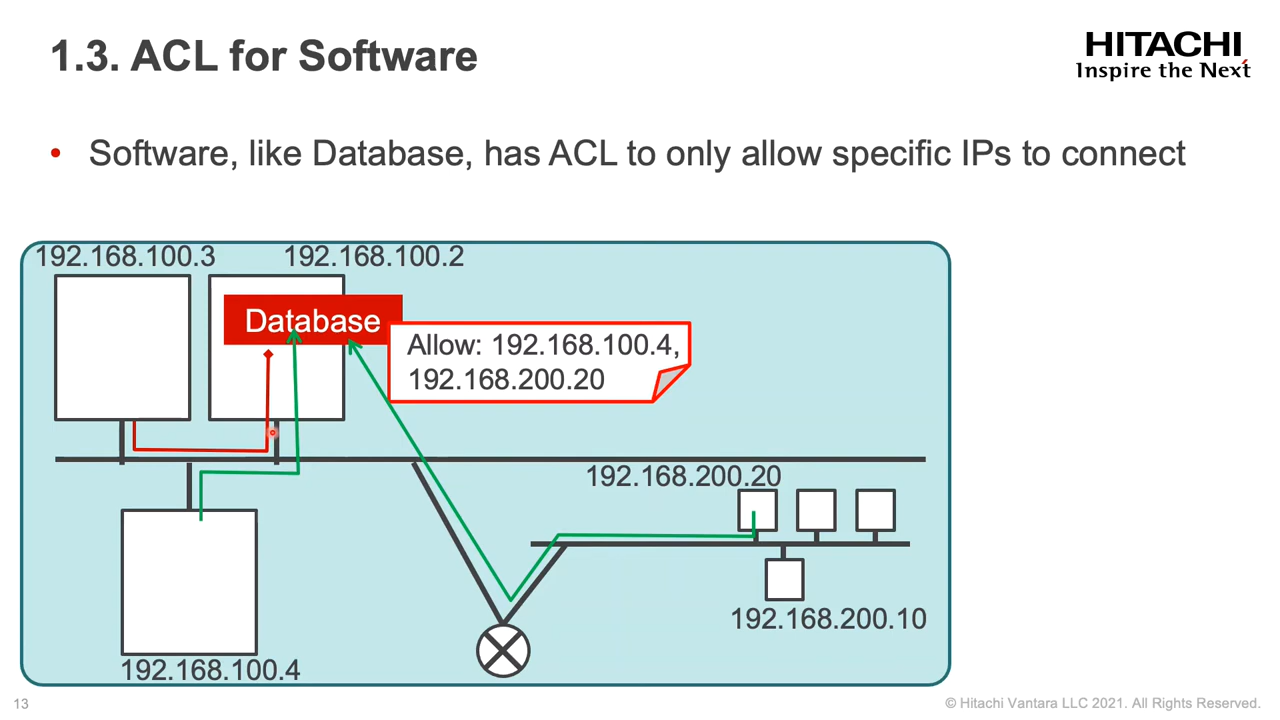 1.3. ACL for Software
HITACHI
Inspire the Next
• Software, like Database, has ACL to only allow specific IPs to connect
192.168.100.3
192.168.100.2
Database
Allow: 192.168.100.4,
192.168.200.20
192.168.200.20
192.168.200.10
192.168.100.4
13
© Hitachi Vantara LLC 2021. All Rights Reserved.